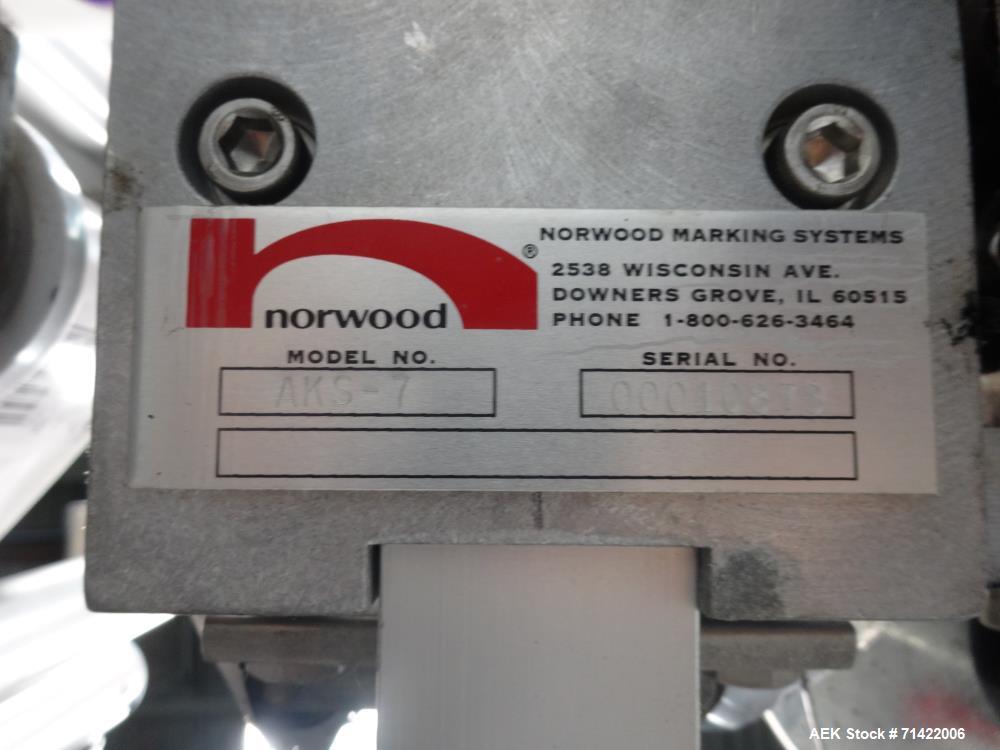 norwood®
NORWOOD MARKING SYSTEMS
2538 WISCONSIN AVE.
DOWNERS GROVE, IL 60515
PHONE 1-800-626-3464
MODEL NO.
AKS-7
SERIAL NO.
AEK Stock # 71422006